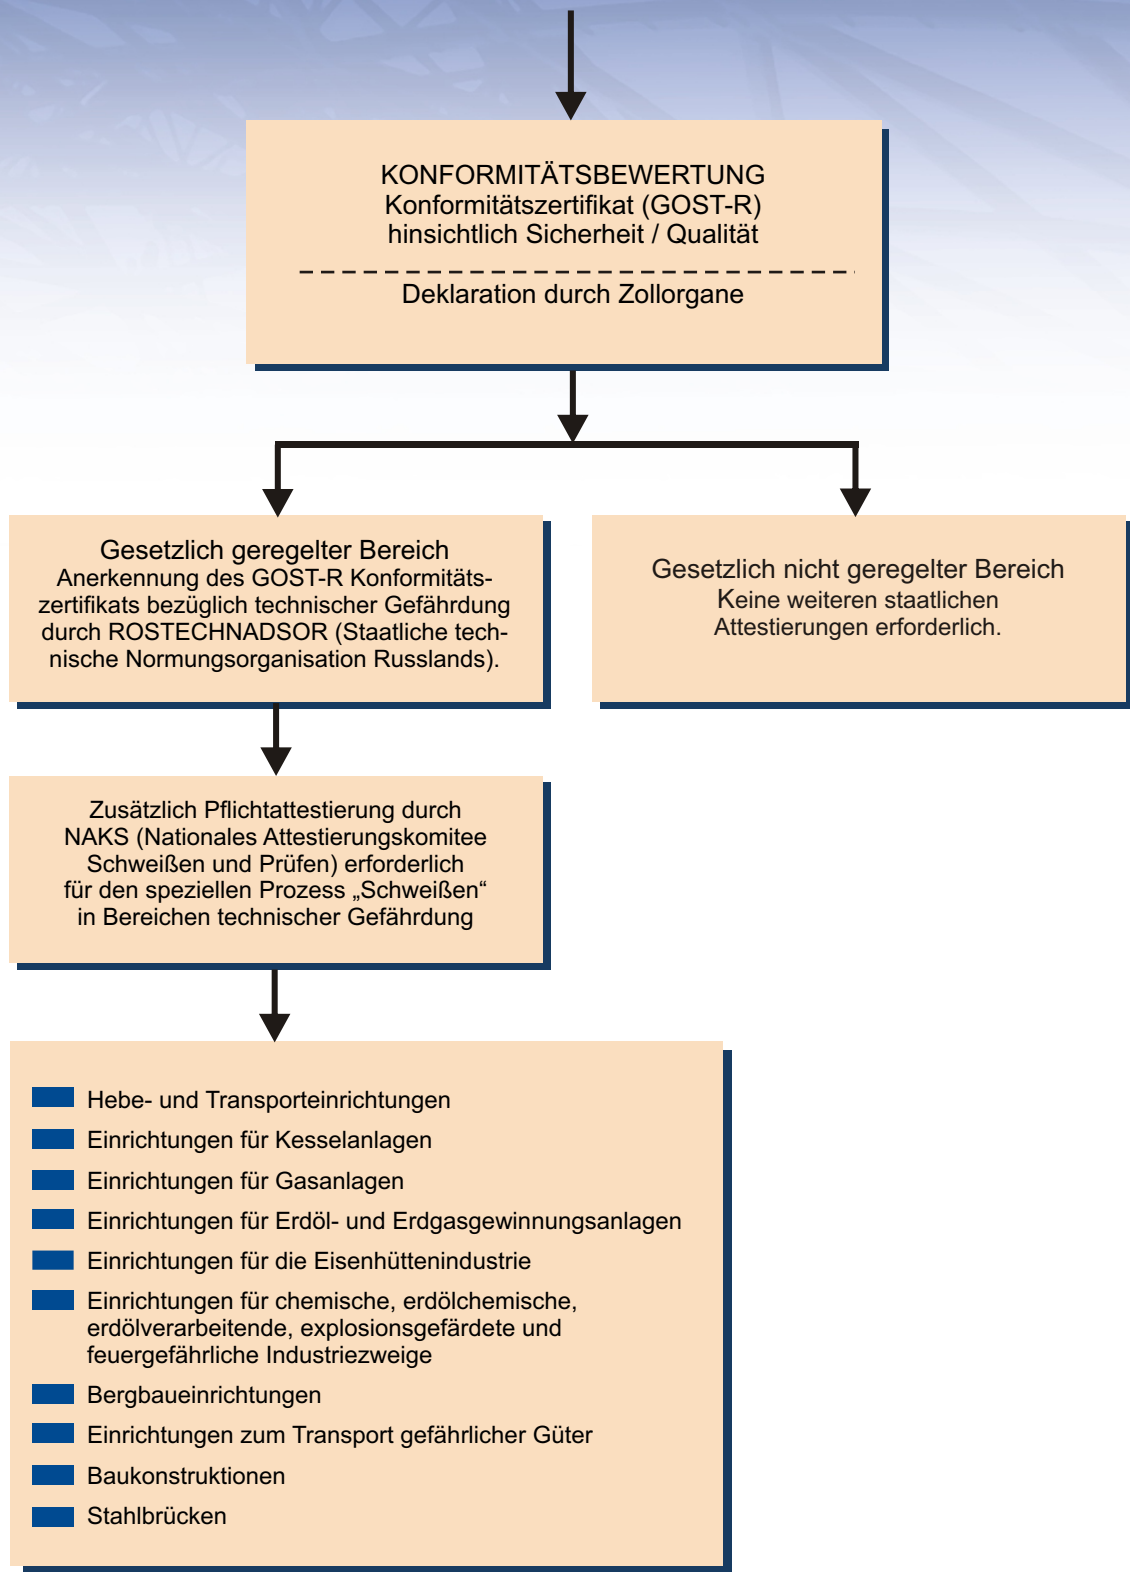 KONFORMITÄTSBEWERTUNG
Konformitätszertifikat (GOST-R)
hinsichtlich Sicherheit / Qualität
Deklaration durch Zollorgane
Gesetzlich geregelter Bereich
Anerkennung des GOST-R Konformitäts-
zertifikats bezüglich technischer Gefährdung
durch ROSTECHNADSOR (Staatliche tech-
nische Normungsorganisation Russlands).
Gesetzlich nicht geregelter Bereich
Keine weiteren staatlichen
Attestierungen erforderlich.
Zusätzlich Pflichtattestierung durch
NAKS (Nationales Attestierungskomitee
Schweißen und Prüfen) erforderlich
für den speziellen Prozess „Schweißen“
in Bereichen technischer Gefährdung
Hebe- und Transporteinrichtungen
Einrichtungen für Kesselanlagen
Einrichtungen für Gasanlagen
Einrichtungen für Erdöl- und Erdgasgewinnungsanlagen
Einrichtungen für die Eisenhüttenindustrie
Einrichtungen für chemische, erdölchemische,
erdölverarbeitende, explosionsgefärdete und
feuergefährliche Industriezweige
Bergbaueinrichtungen
Einrichtungen zum Transport gefährlicher Güter
Baukonstruktionen
Stahlbrücken